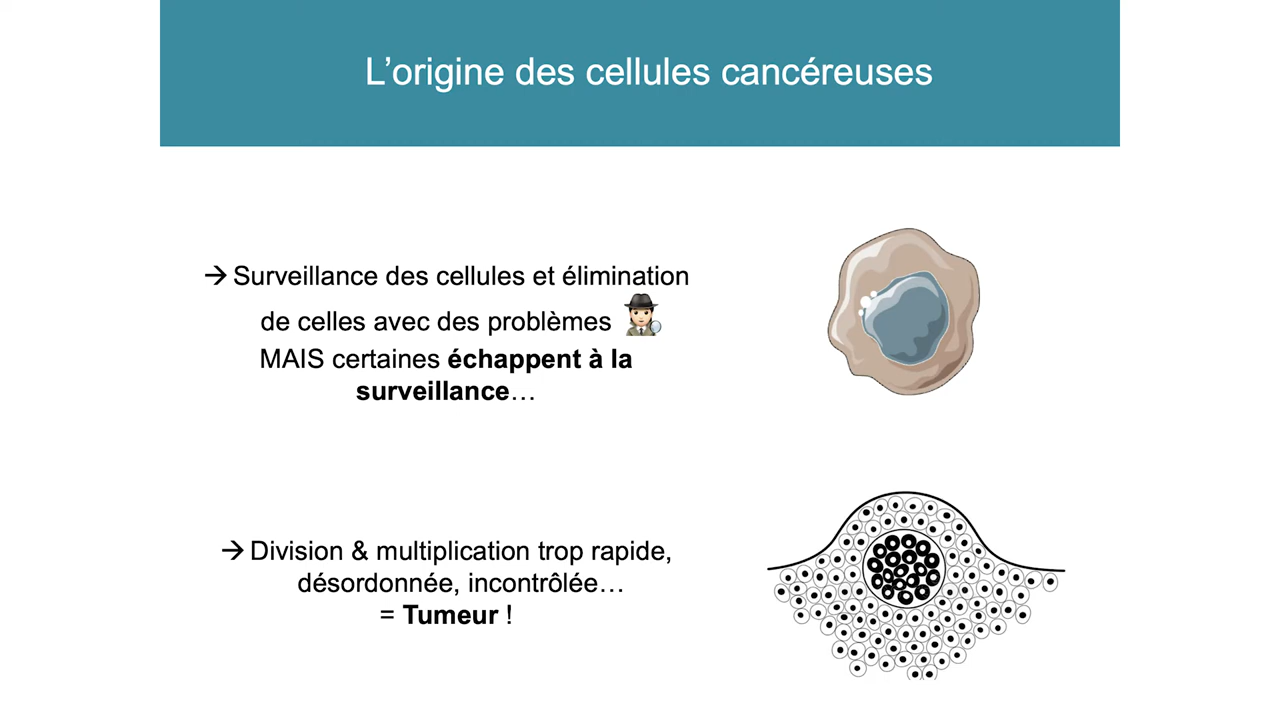 L’origine des cellules cancéreuses
→ Surveillance des cellules et élimination
de celles avec des problèmes
MAIS certaines échappent à la
surveillance…
→ Division & multiplication trop rapide,
désordonnée, incontrôlée…
= Tumeur !